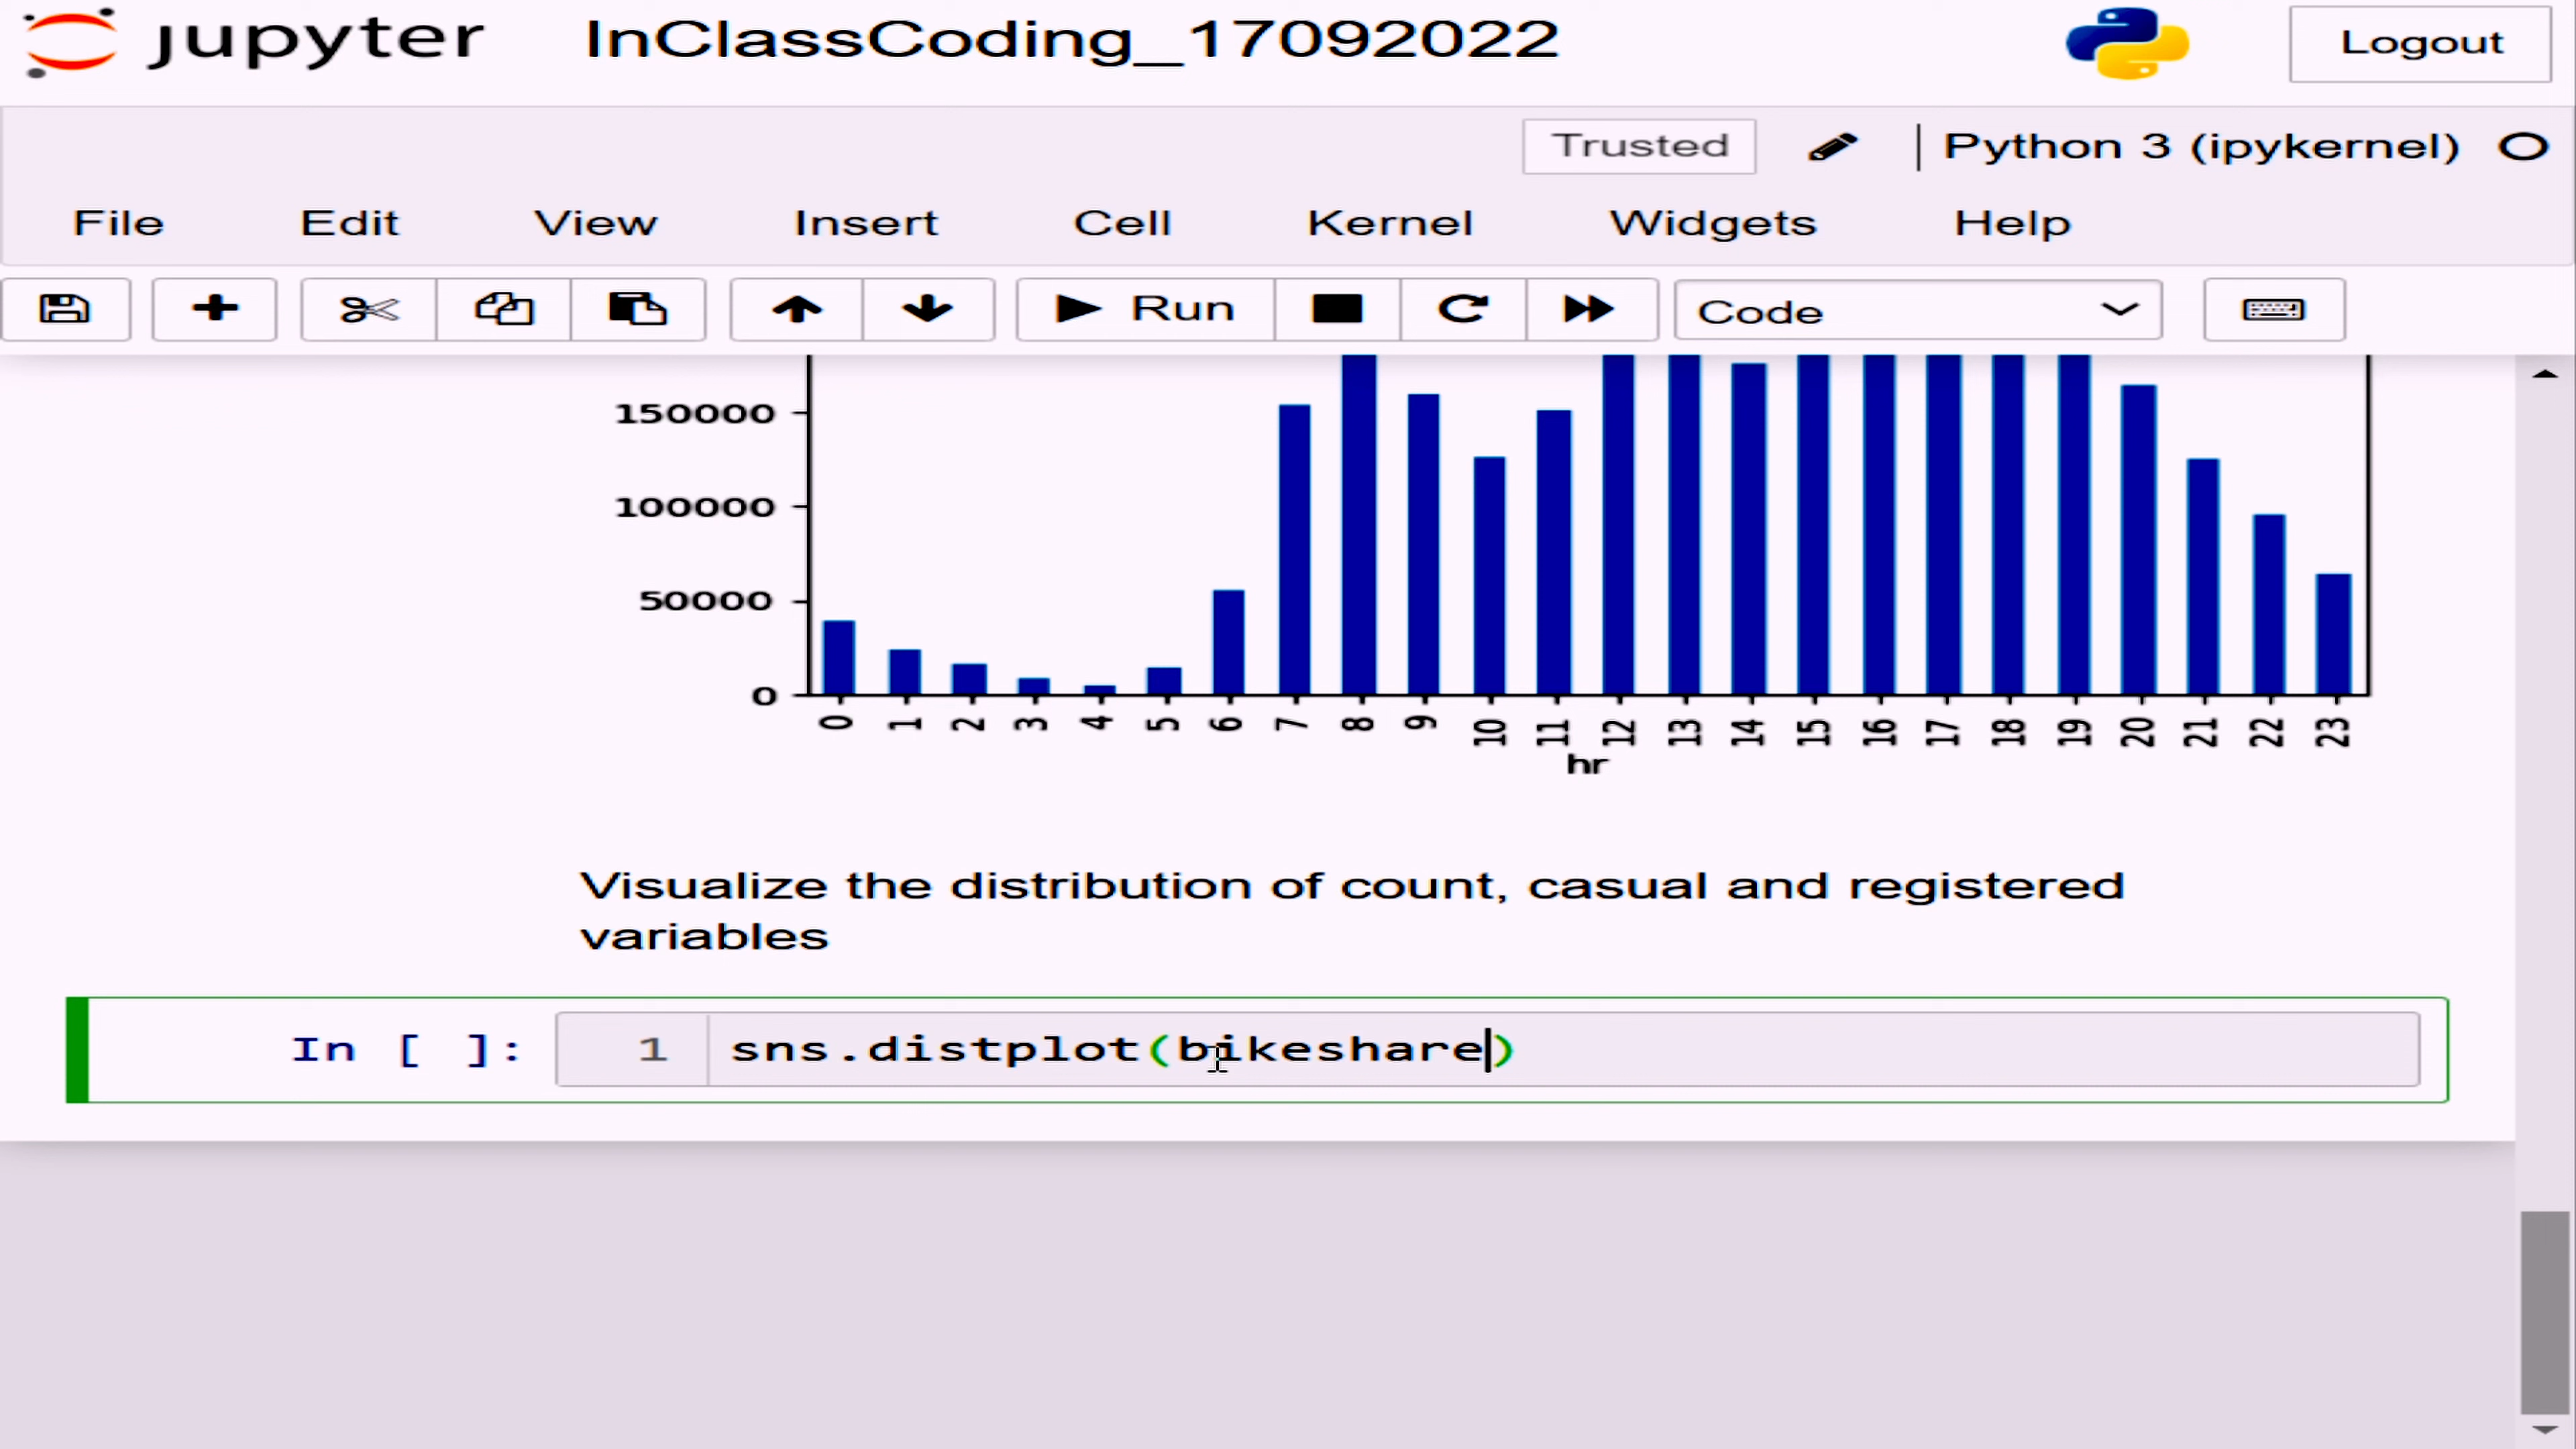 jupyter InClassCoding_17092022 Logout
Trusted Python 3 (ipykernel)
File Edit View Insert Cell Kernel Widgets Help
Run Code
150000
100000
50000
0
0 1 2 3 4 5 6 7 8 9 10 11 12 13 14 15 16 17 18 19 20 21 22 23
hr
Visualize the distribution of count, casual and registered
variables
In [ ]: 1 sns.distplot(bikeshare)